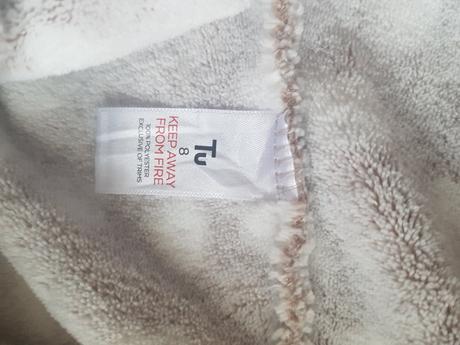 Tu
8
KEEP AWAY
FROM FIRE
100% POLYESTER
EXCLUSIVE OF TRIMS